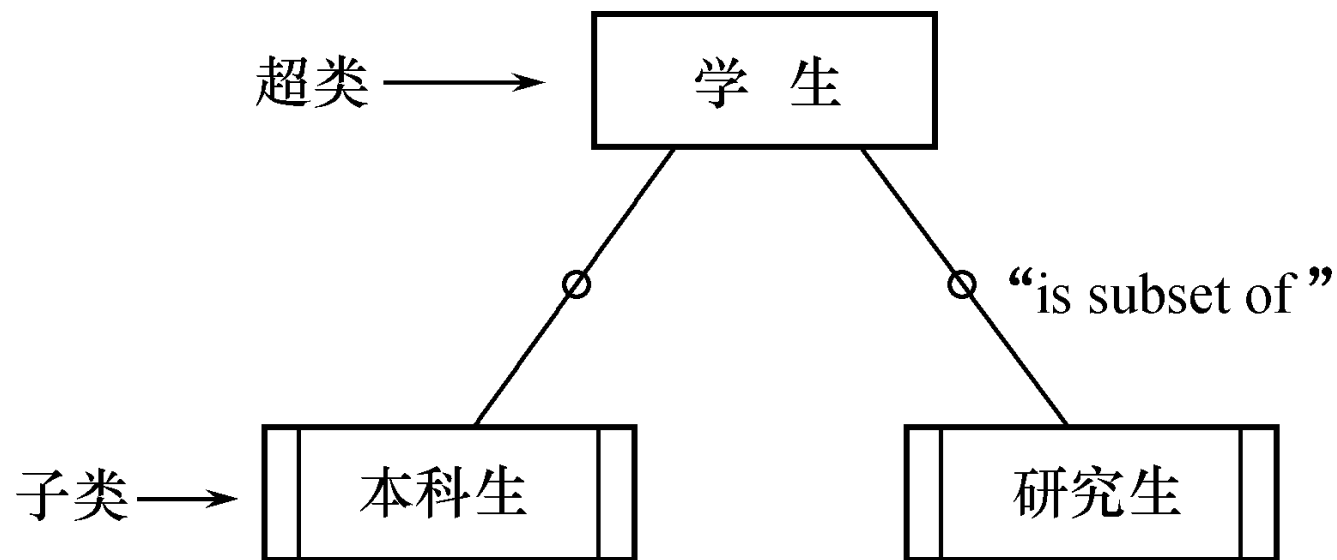 超类
学 生
“is subset of”
子类
本科生
研究生